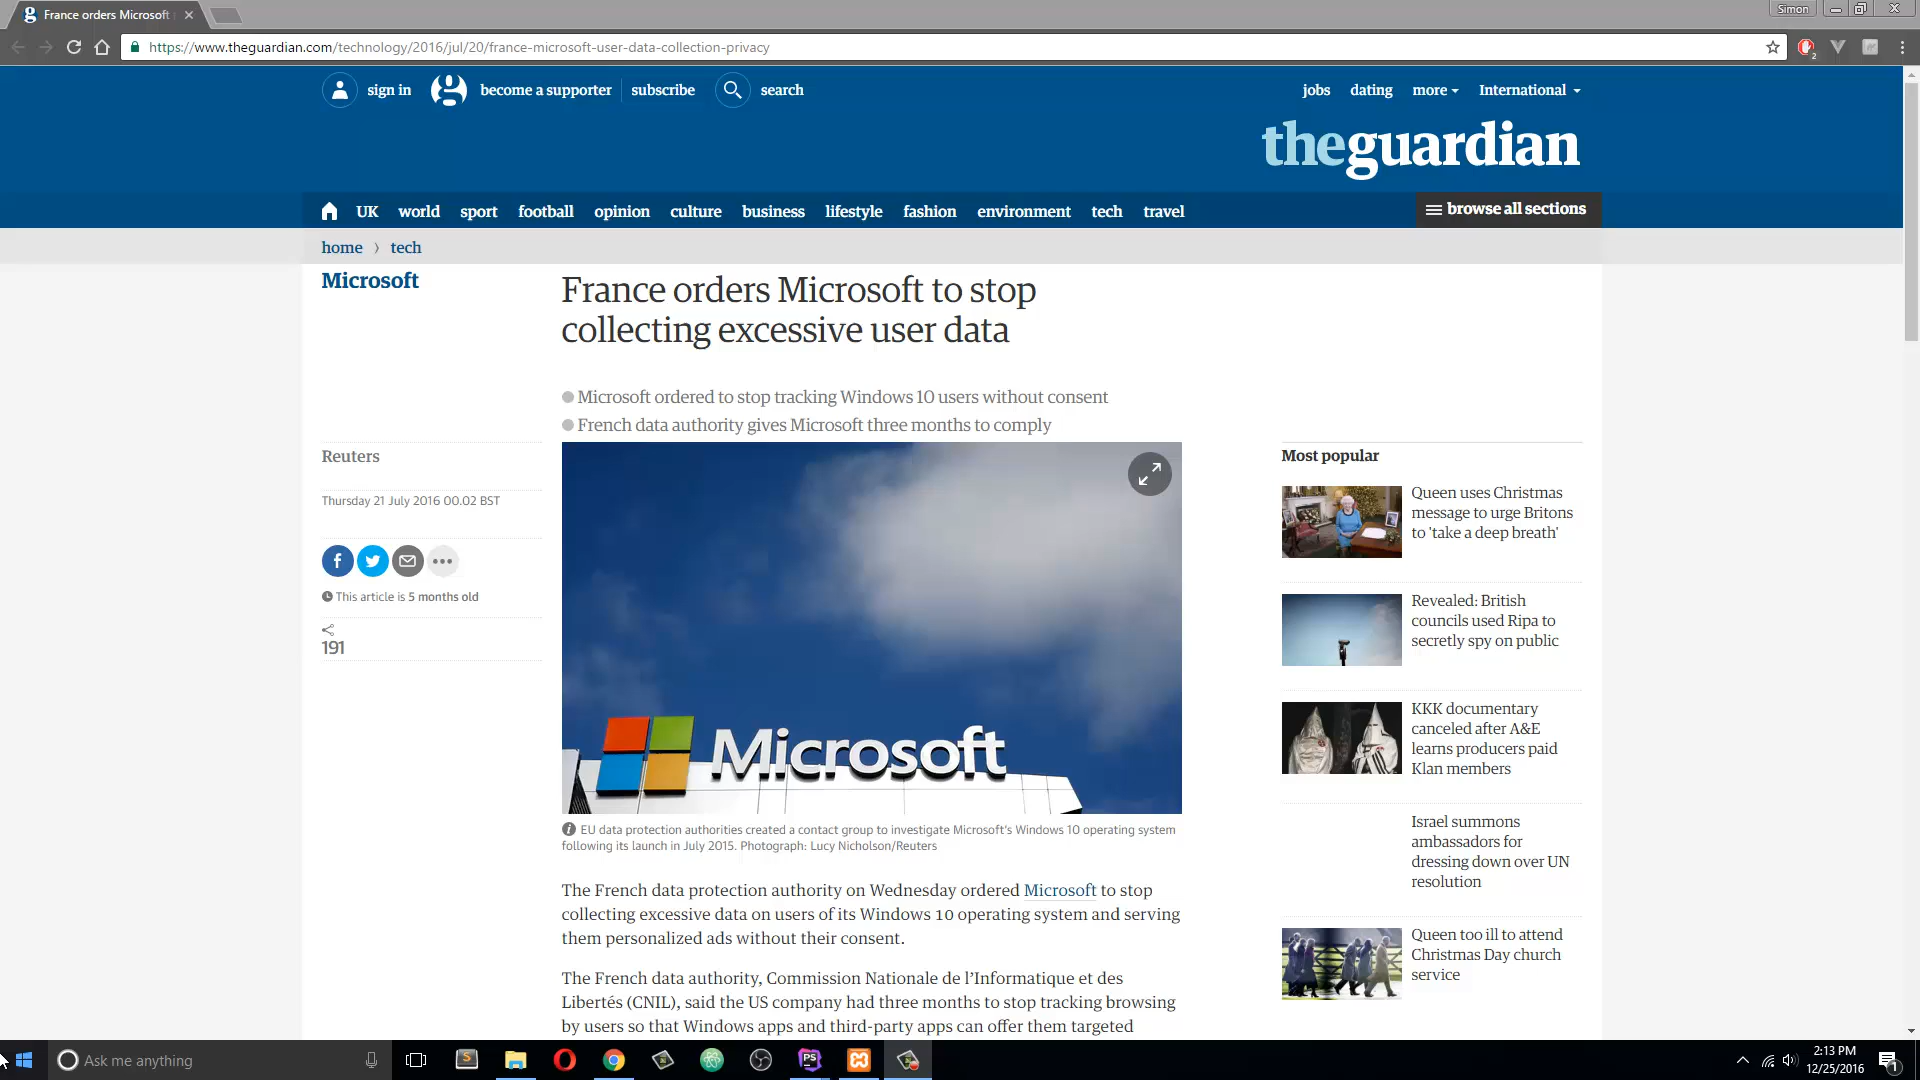 France orders Microsoft
Simon
https://www.theguardian.com/technology/2016/jul/20/france-microsoft-user-data-collection-privacy
2
sign in
become a supporter
subscribe
search
jobs
dating
more
International
theguardian
UK
world
sport
football
opinion
culture
business
lifestyle
fashion
environment
tech
travel
browse all sections
home
tech
Microsoft
France orders Microsoft to stop
collecting excessive user data
Microsoft ordered to stop tracking Windows 10 users without consent
French data authority gives Microsoft three months to comply
Reuters
Thursday 21 July 2016 00.02 BST
This article is 5 months old
191
Microsoft
EU data protection authorities created a contact group to investigate Microsoft's Windows 10 operating system
following its launch in July 2015. Photograph: Lucy Nicholson/Reuters
The French data protection authority on Wednesday ordered Microsoft to stop
collecting excessive data on users of its Windows 10 operating system and serving
them personalized ads without their consent.
The French data authority, Commission Nationale de l’Informatique et des
Libertés (CNIL), said the US company had three months to stop tracking browsing
by users so that Windows apps and third-party apps can offer them targeted
Most popular
Queen uses Christmas
message to urge Britons
to 'take a deep breath'
Revealed: British
councils used Ripa to
secretly spy on public
KKK documentary
canceled after A&E
learns producers paid
Klan members
Israel summons
ambassadors for
dressing down over UN
resolution
Queen too ill to attend
Christmas Day church
service
Ask me anything
S
PS
2:13 PM
12/25/2016
1